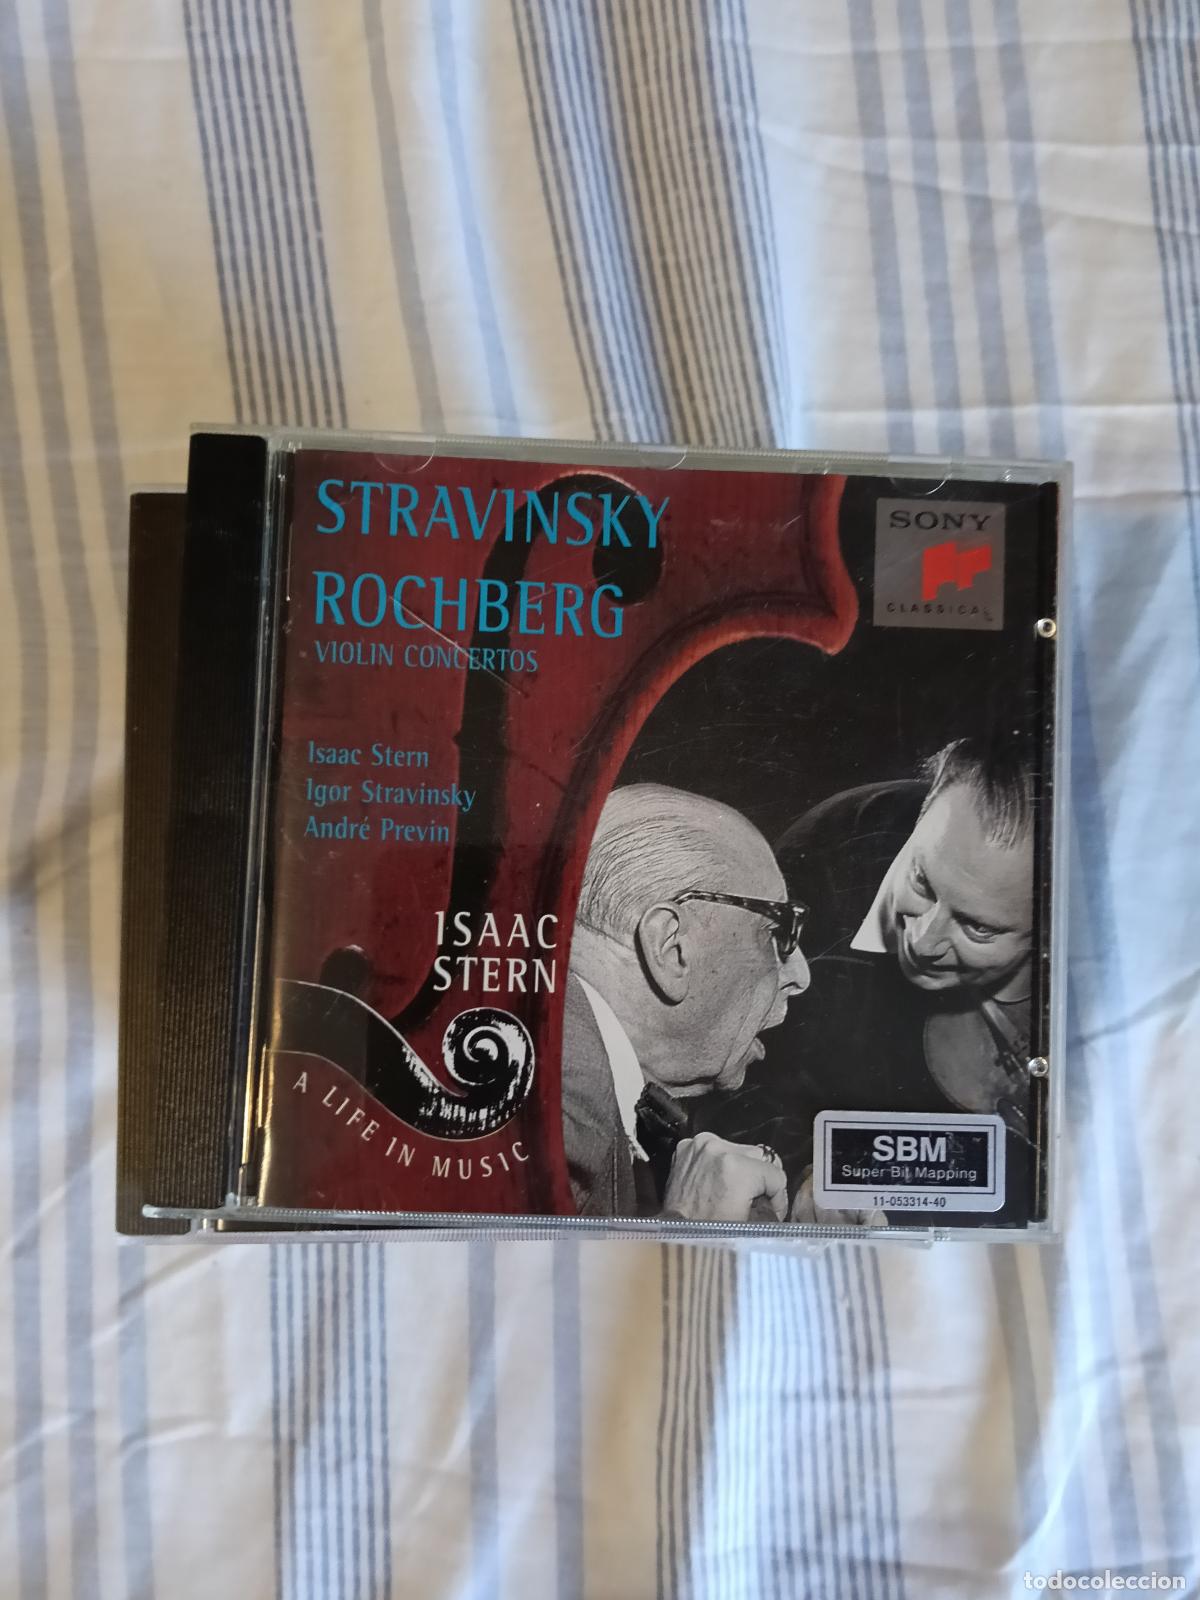 STRAVINSKY
ROCHBERG
VIOLIN CONCERTOS
Isaac Stern
Igor Stravinsky
André Previn
SONY
CLASSICAL
ISAAC
STERN
A LIFE IN MUSIC
SBM
Super Bit Mapping
11-053314-40
todocoleccion